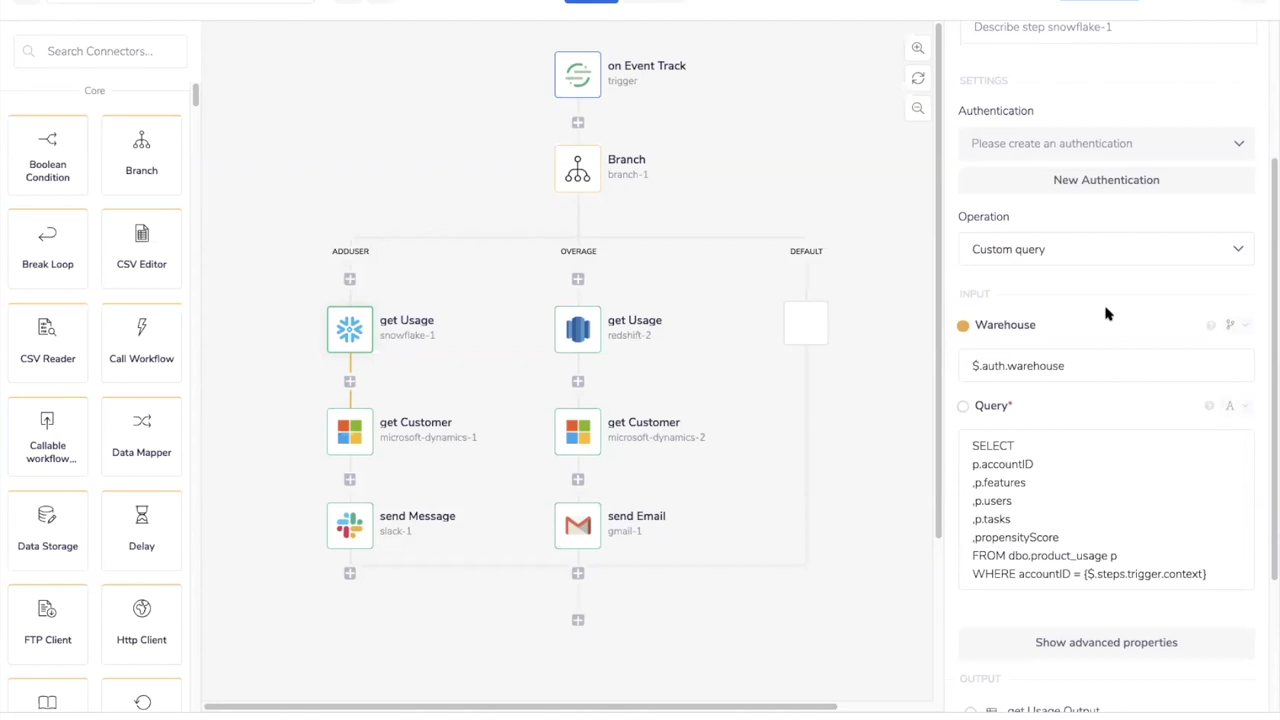 Search Connectors...
Core
Boolean
Condition
Branch
Break Loop
CSV Editor
CSV Reader
Call Workflow
Callable
workflow...
Data Mapper
Data Storage
Delay
FTP Client
Http Client
on Event Track
trigger
Branch
branch-1
ADDUSER
OVERAGE
DEFAULT
get Usage
snowflake-1
get Usage
redshift-2
get Customer
microsoft-dynamics-1
get Customer
microsoft-dynamics-2
send Message
slack-1
send Email
gmail-1
Describe step snowflake-1
SETTINGS
Authentication
Please create an authentication
New Authentication
Operation
Custom query
INPUT
Warehouse
$.auth.warehouse
Query*
A
SELECT
p.accountID
,p.features
,p.users
,p.tasks
,propensityScore
FROM dbo.product_usage p
WHERE accountID = {$.steps.trigger.context}
Show advanced properties
OUTPUT
get Usage Output